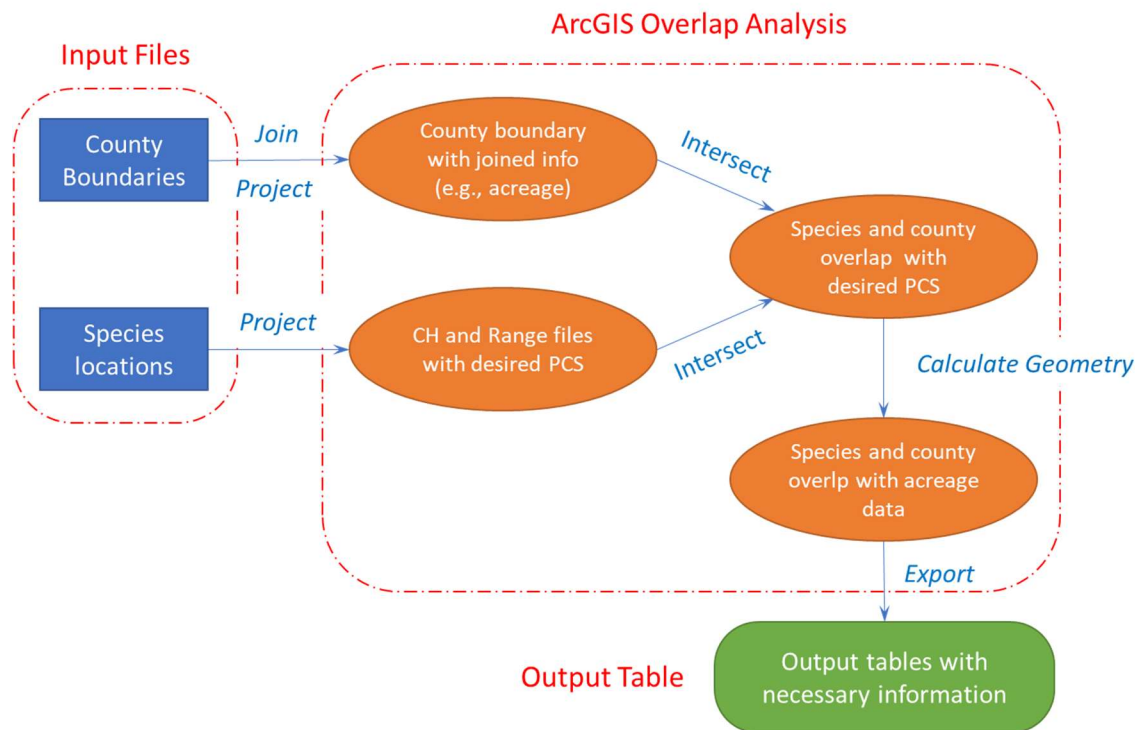 ArcGIS Overlap Analysis
Input Files
County
Boundaries
Join
Project
County boundary
with joined info
(e.g., acreage)
Intersect
Species and county
overlap with
desired PCS
Species
locations
Project
CH and Range files
with desired PCS
Intersect
Calculate Geometry
Species and county
overlp with acreage
data
Export
Output Table
Output tables with
necessary information